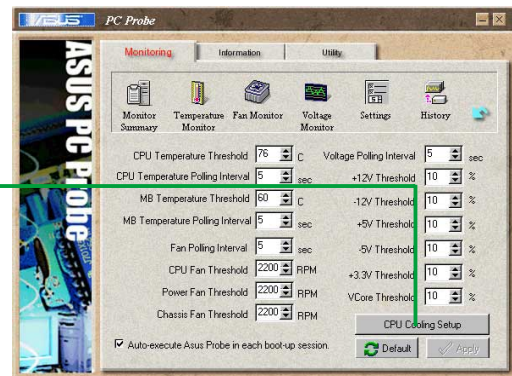 ASUS PC Probe
Monitoring Information Utility
Monitor Summary
Temperature Monitor
Fan Monitor
Voltage Monitor
Settings
History
ASUS PC Probe
CPU Temperature Threshold 76 C
CPU Temperature Polling Interval 5 sec
MB Temperature Threshold 60 C
MB Temperature Polling Interval 5 sec
Fan Polling Interval 5 sec
CPU Fan Threshold 2200 RPM
Power Fan Threshold 2200 RPM
Chassis Fan Threshold 2200 RPM
Voltage Polling Interval 5 sec
+12V Threshold 10 %
-12V Threshold 10 %
+5V Threshold 10 %
-5V Threshold 10 %
+3.3V Threshold 10 %
VCore Threshold 10 %
CPU Cooling Setup
Auto-execute Asus Probe in each boot-up session.
Default
Apply